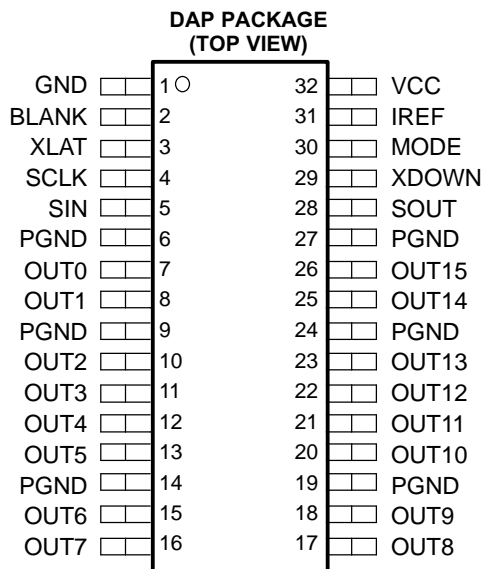 DAP PACKAGE
(TOP VIEW)
GND 1 32 VCC
BLANK 2 31 IREF
XLAT 3 30 MODE
SCLK 4 29 XDOWN
SIN 5 28 SOUT
PGND 6 27 PGND
OUT0 7 26 OUT15
OUT1 8 25 OUT14
PGND 9 24 PGND
OUT2 10 23 OUT13
OUT3 11 22 OUT12
OUT4 12 21 OUT11
OUT5 13 20 OUT10
PGND 14 19 PGND
OUT6 15 18 OUT9
OUT7 16 17 OUT8